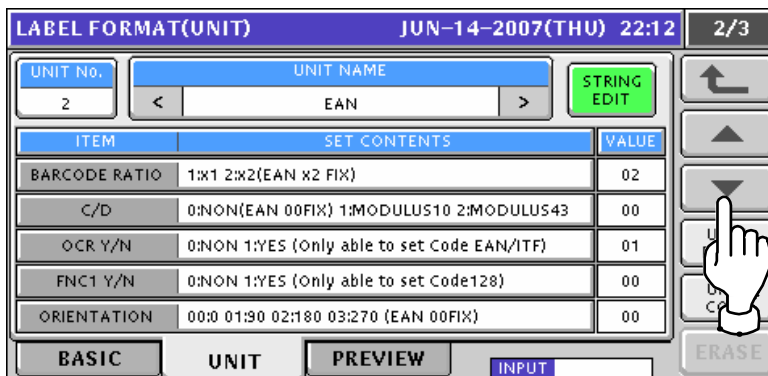 LABEL FORMAT(UNIT) JUN-14-2007(THU) 22:12 2/3
UNIT No. UNIT NAME STRING
EDIT
2 < EAN >
ITEM SET CONTENTS VALUE
BARCODE RATIO 1:x1 2:x2(EAN x2 FIX) 02
C/D 0:NON(EAN 00FIX) 1:MODULUS10 2:MODULUS43 00
OCR Y/N 0:NON 1:YES (Only able to set Code EAN/ITF) 01
FNC1 Y/N 0:NON 1:YES (Only able to set Code128) 00
ORIENTATION 00:0 01:90 02:180 03:270 (EAN 00FIX) 00
BASIC UNIT PREVIEW INPUT ERASE